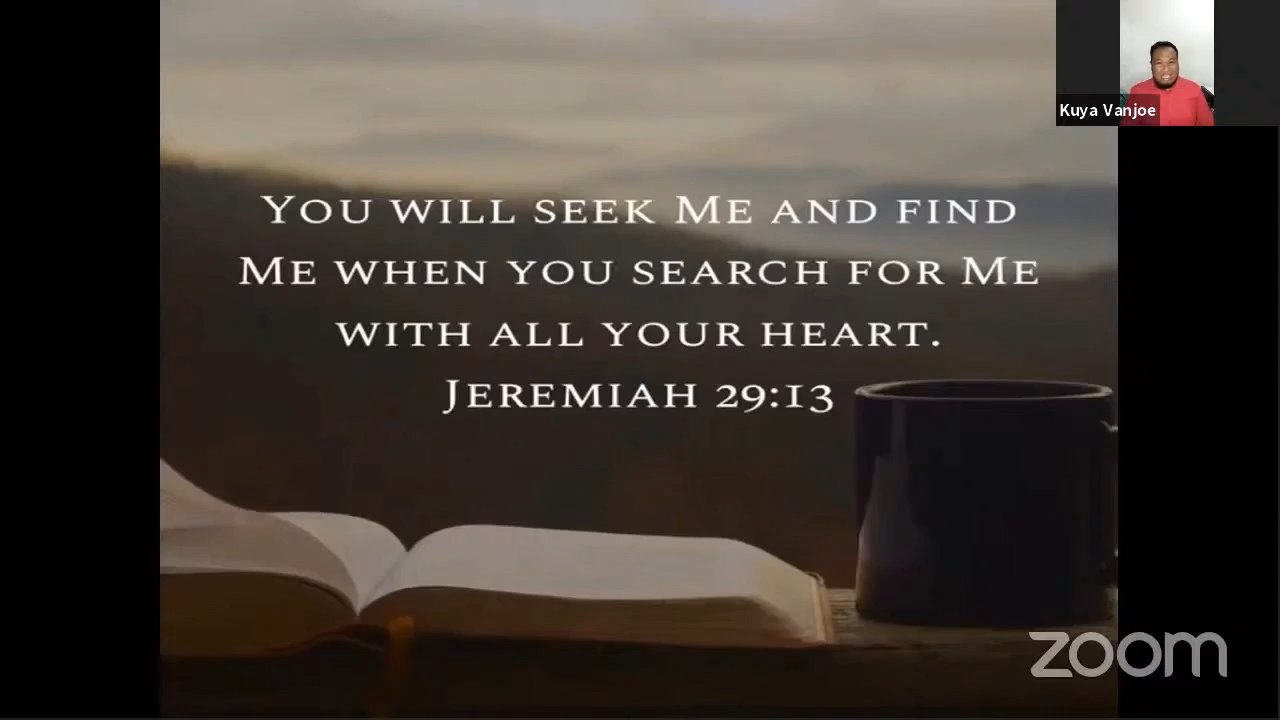 Kuya Vanjoe
YOU WILL SEEK ME AND FIND
ME WHEN YOU SEARCH FOR ME
WITH ALL YOUR HEART.
JEREMIAH 29:13
zoom